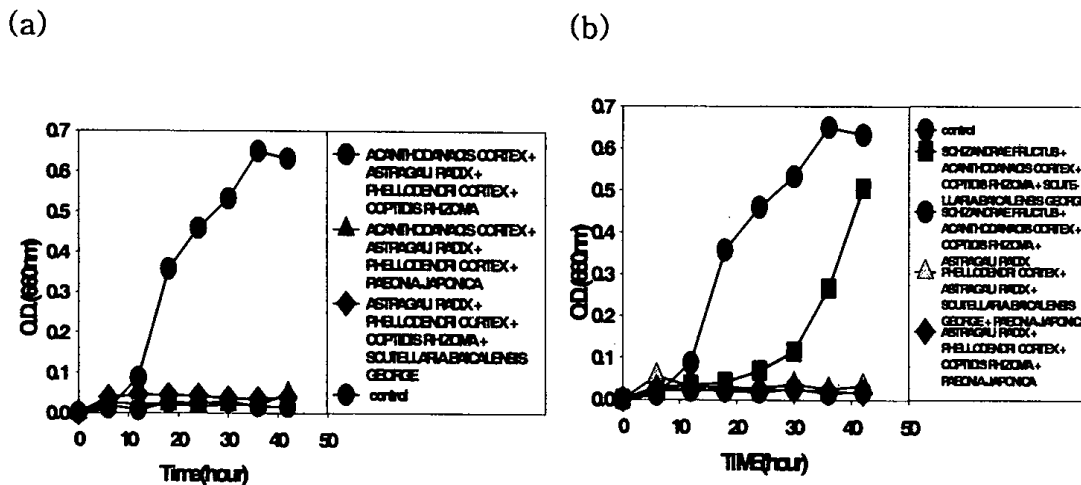 (a)
(b)
0.7
0.6
0.5
0.4
0.3
0.2
0.1
0.0
O.D.(660nm)
0 10 20 30 40 50
Time(hour)
ACANTHOPANACIS CORTEX +
ASTRAGALI RADIX +
PHELLODENDRI CORTEX +
COPTIDIS RHIZOMA
ACANTHOPANACIS CORTEX +
ASTRAGALI RADIX +
PHELLODENDRI CORTEX +
PAEONIA JAPONICA
ASTRAGALI RADIX +
PHELLODENDRI CORTEX +
COPTIDIS RHIZOMA +
SCUTELLARIA BAICALENSIS
GEORGE
control
0.7
0.6
0.5
0.4
0.3
0.2
0.1
0.0
O.D.(660nm)
0 10 20 30 40 50
TIME(hour)
control
SCHIZANDRAE FRUCTUS +
ACANTHOPANACIS CORTEX +
COPTIDIS RHIZOMA + SCUTE-
LLARIA BAICALENSIS GEORGE
SCHIZANDRAE FRUCTUS +
ACANTHOPANACIS CORTEX +
COPTIDIS RHIZOMA +
ASTRAGALI RADIX
PHELLODENDRI CORTEX +
ASTRAGALI RADIX +
SCUTELLARIA BAICALENSIS
GEORGE + PAEONIA JAPONICA
ASTRAGALI RADIX +
PHELLODENDRI CORTEX +
COPTIDIS RHIZOMA +
PAEONIA JAPONICA